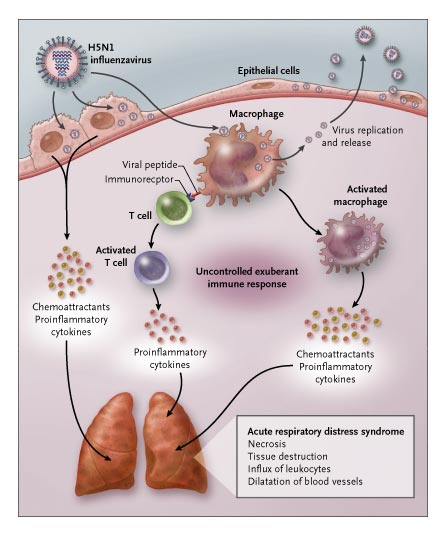 H5N1
influenzavirus
Epithelial cells
Macrophage
Virus replication
and release
Viral peptide
Immunorecptor
T cell
Activated
macrophage
Activated
T cell
Uncontrolled exuberant
immune response
Chemoattractants
Proinflammatory
cytokines
Proinflammatory
cytokines
Chemoattractants
Proinflammatory
cytokines
Acute respiratory distress syndrome
Necrosis
Tissue destruction
Influx of leukocytes
Dilatation of blood vessels